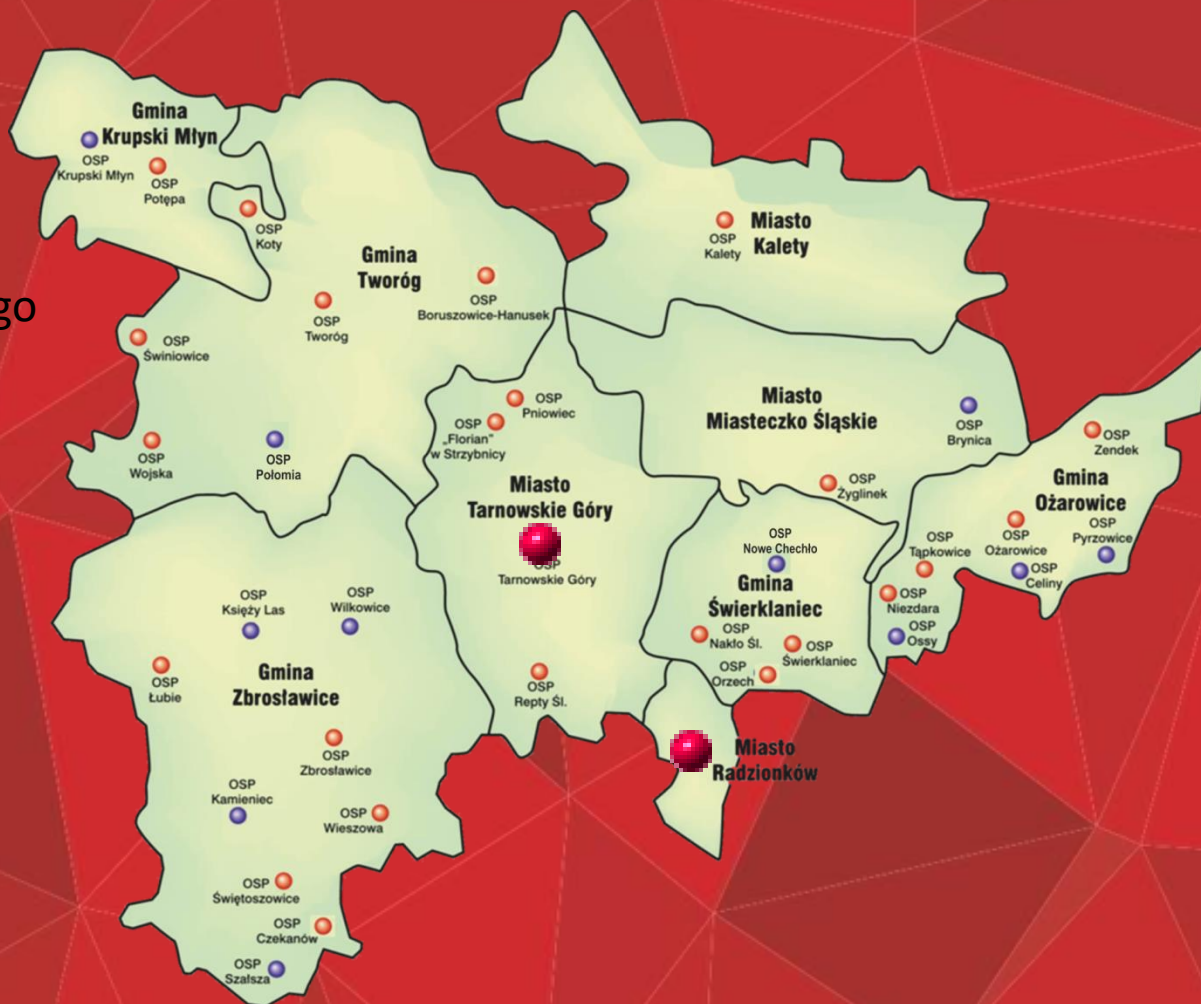 go
Gmina
Krupski Młyn
OSP
Krupski Młyn
OSP
Potępa
OSP
Koty
Gmina
Tworóg
OSP
Boruszowice-Hanusek
OSP
Tworóg
OSP
Świniowice
OSP
Wojska
OSP
Połomia
Miasto
Kalety
OSP
Kalety
Miasto
Miasteczko Śląskie
OSP
Brynica
OSP
Żyglinek
OSP
Pniowiec
OSP
„Florian”
w Strzybnicy
Miasto
Tarnowskie Góry
OSP
Tarnowskie Góry
OSP
Repty Śl.
OSP
Zendek
Gmina
Ożarowice
OSP
Pyrzowice
OSP
Ożarowice
OSP
Tąpkowice
OSP
Celiny
OSP
Niezdara
OSP
Ossy
OSP
Nowe Chechło
Gmina
Świerklaniec
OSP
Nakło Śl.
OSP
Świerklaniec
OSP
Orzech
Miasto
Radzionków
OSP
Księży Las
OSP
Wilkowice
OSP
Łubie
Gmina
Zbrosławice
OSP
Zbrosławice
OSP
Kamieniec
OSP
Wieszowa
OSP
Świętoszowice
OSP
Czekanów
OSP
Szałsza